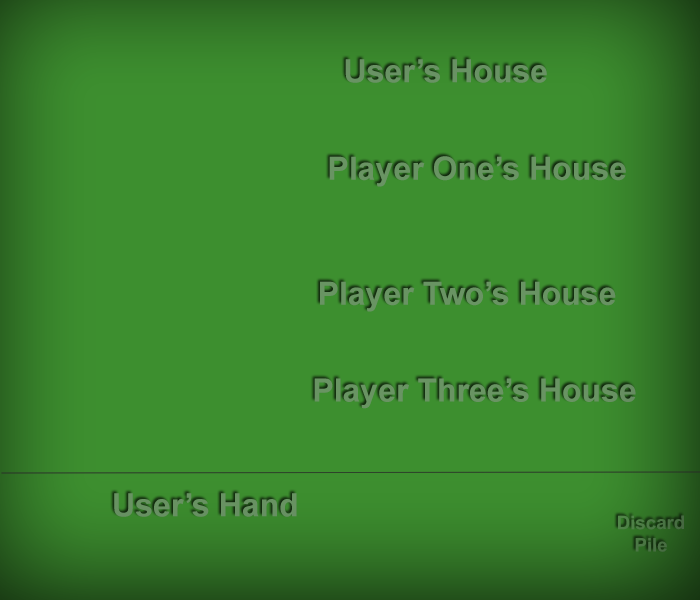 User’s House
Player One’s House
Player Two’s House
Player Three’s House
User’s Hand
Discard
Pile